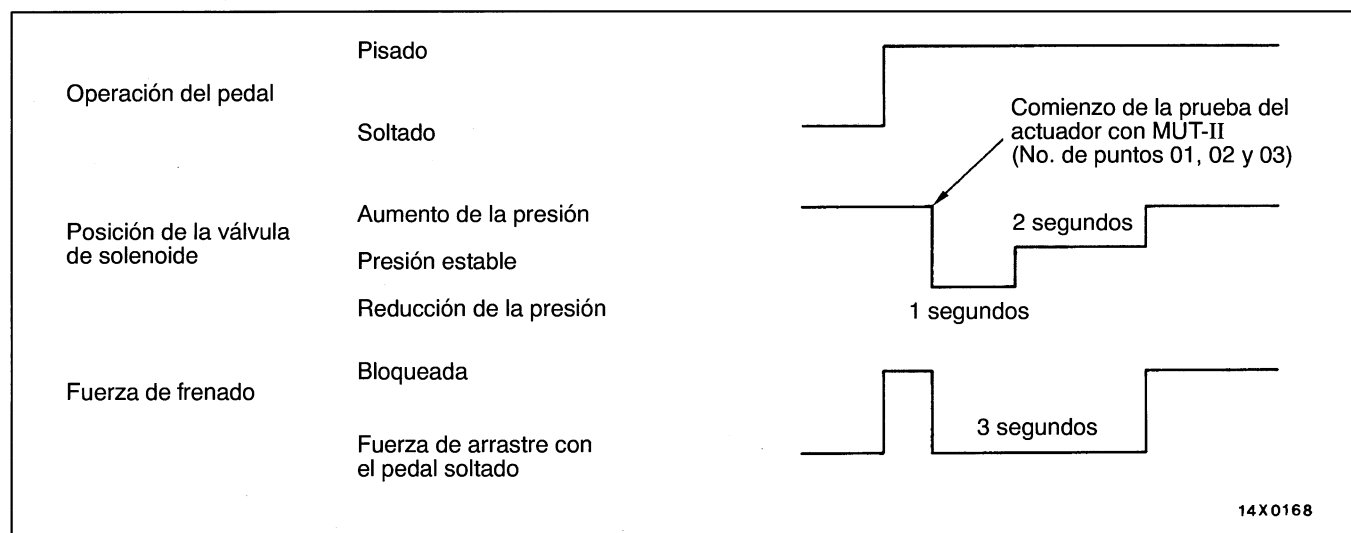 Operación del pedal
Pisado
Soltado
Comienzo de la prueba del
actuador con MUT-II
(No. de puntos 01, 02 y 03)
Posición de la válvula
de solenoide
Aumento de la presión
Presión estable
Reducción de la presión
2 segundos
1 segundos
Fuerza de frenado
Bloqueada
Fuerza de arrastre con
el pedal soltado
3 segundos
14X0168